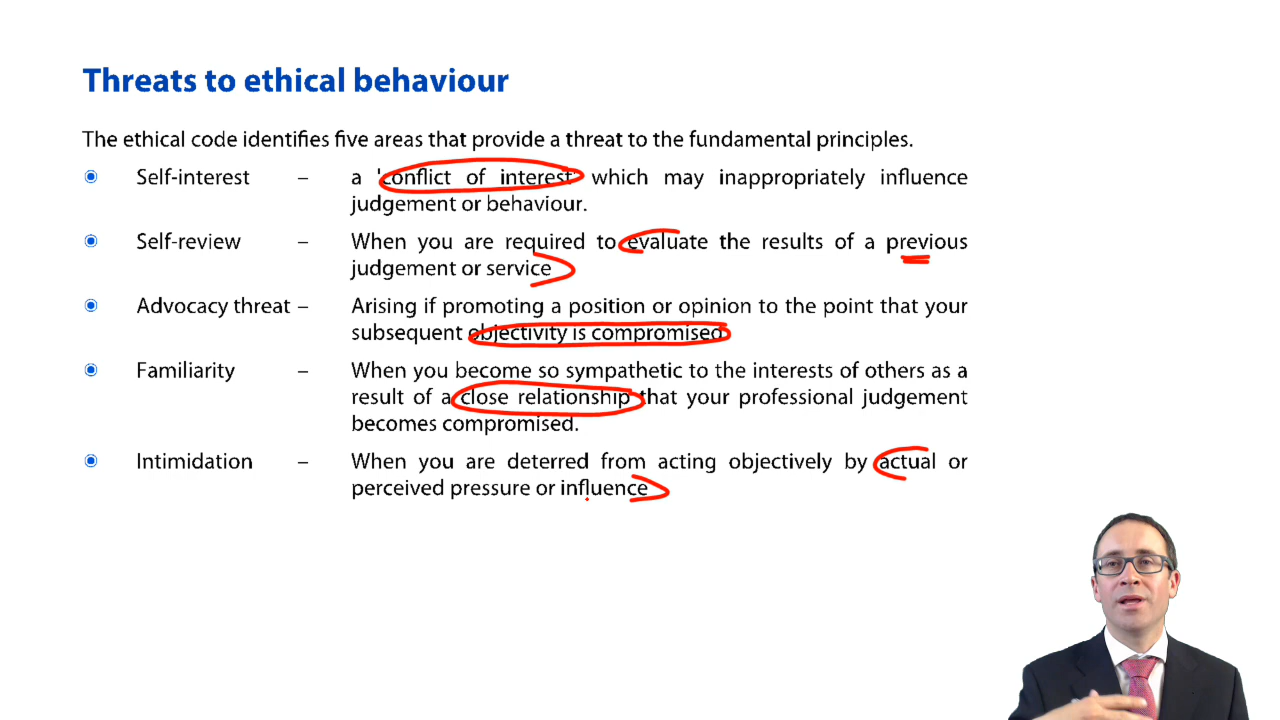 Threats to ethical behaviour
The ethical code identifies five areas that provide a threat to the fundamental principles.
Self-interest – a 'conflict of interest' which may inappropriately influence
judgement or behaviour.
Self-review – When you are required to evaluate the results of a previous
judgement or service
Advocacy threat – Arising if promoting a position or opinion to the point that your
subsequent objectivity is compromised
Familiarity – When you become so sympathetic to the interests of others as a
result of a close relationship that your professional judgement
becomes compromised.
Intimidation – When you are deterred from acting objectively by actual or
perceived pressure or influence